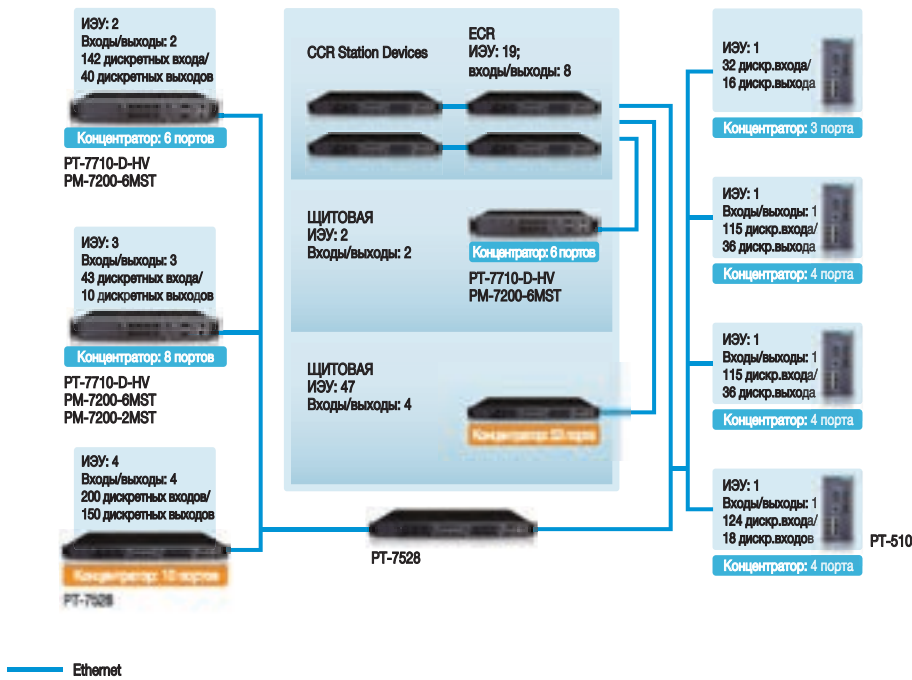 ИЭУ: 2
Входы/выходы: 2
142 дискретных входа/
40 дискретных выходов
Концентратор: 6 портов
PT-7710-D-HV
PM-7200-6MST
ИЭУ: 3
Входы/выходы: 3
43 дискретных входа/
10 дискретных выходов
Концентратор: 8 портов
PT-7710-D-HV
PM-7200-6MST
PM-7200-2MST
ИЭУ: 4
Входы/выходы: 4
200 дискретных входов/
150 дискретных выходов
Концентратор: 10 портов
PT-7528
CCR Station Devices
ECR
ИЭУ: 19;
входы/выходы: 8
ЩИТОВАЯ
ИЭУ: 2
Входы/выходы: 2
Концентратор: 6 портов
PT-7710-D-HV
PM-7200-6MST
ЩИТОВАЯ
ИЭУ: 47
Входы/выходы: 4
Концентратор: порта
PT-7528
ИЭУ: 1
32 дискр.входа/
16 дискр.выхода
Концентратор: 3 порта
ИЭУ: 1
Входы/выходы: 1
115 дискр.входа/
36 дискр.выхода
Концентратор: 4 порта
ИЭУ: 1
Входы/выходы: 1
115 дискр.входа/
36 дискр.выхода
Концентратор: 4 порта
ИЭУ: 1
Входы/выходы: 1
124 дискр.входа/
18 дискр.входов
Концентратор: 4 порта
PT-510
Ethernet